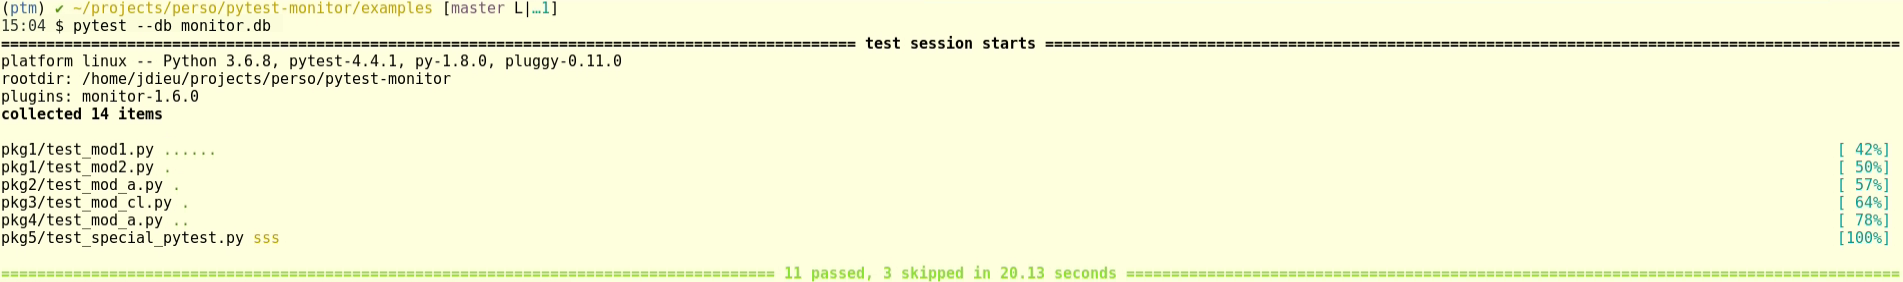 (ptm) ✔ ~/projects/perso/pytest-monitor/examples [master L|…1]
15:04 $ pytest --db monitor.db
=============================================================================================== test session starts ===============================================================================================
platform linux -- Python 3.6.8, pytest-4.4.1, py-1.8.0, pluggy-0.11.0
rootdir: /home/jdieu/projects/perso/pytest-monitor
plugins: monitor-1.6.0
collected 14 items
pkg1/test_mod1.py ...... [ 42%]
pkg1/test_mod2.py . [ 50%]
pkg2/test_mod_a.py . [ 57%]
pkg3/test_mod_cl.py . [ 64%]
pkg4/test_mod_a.py .. [ 78%]
pkg5/test_special_pytest.py sss [100%]
====================================================================================== 11 passed, 3 skipped in 20.13 seconds ======================================================================================